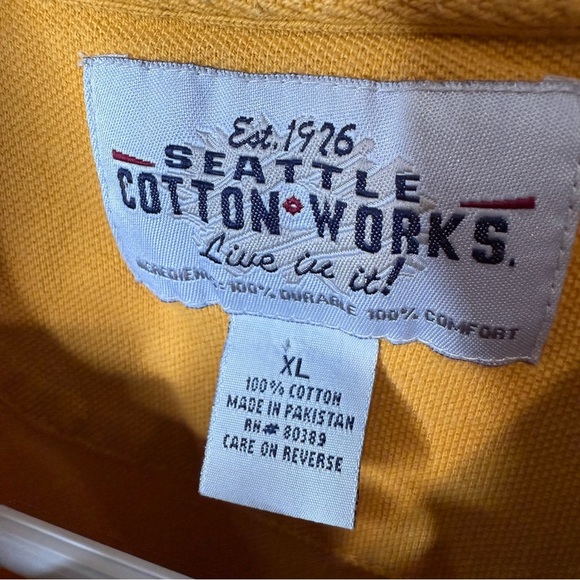 Est. 1926
SEATTLE
COTTON WORKS.
Live in it!
INGREDIENTS: 100% DURABLE 100% COMFORT
XL
100% COTTON
MADE IN PAKISTAN
RN# 80389
CARE ON REVERSE